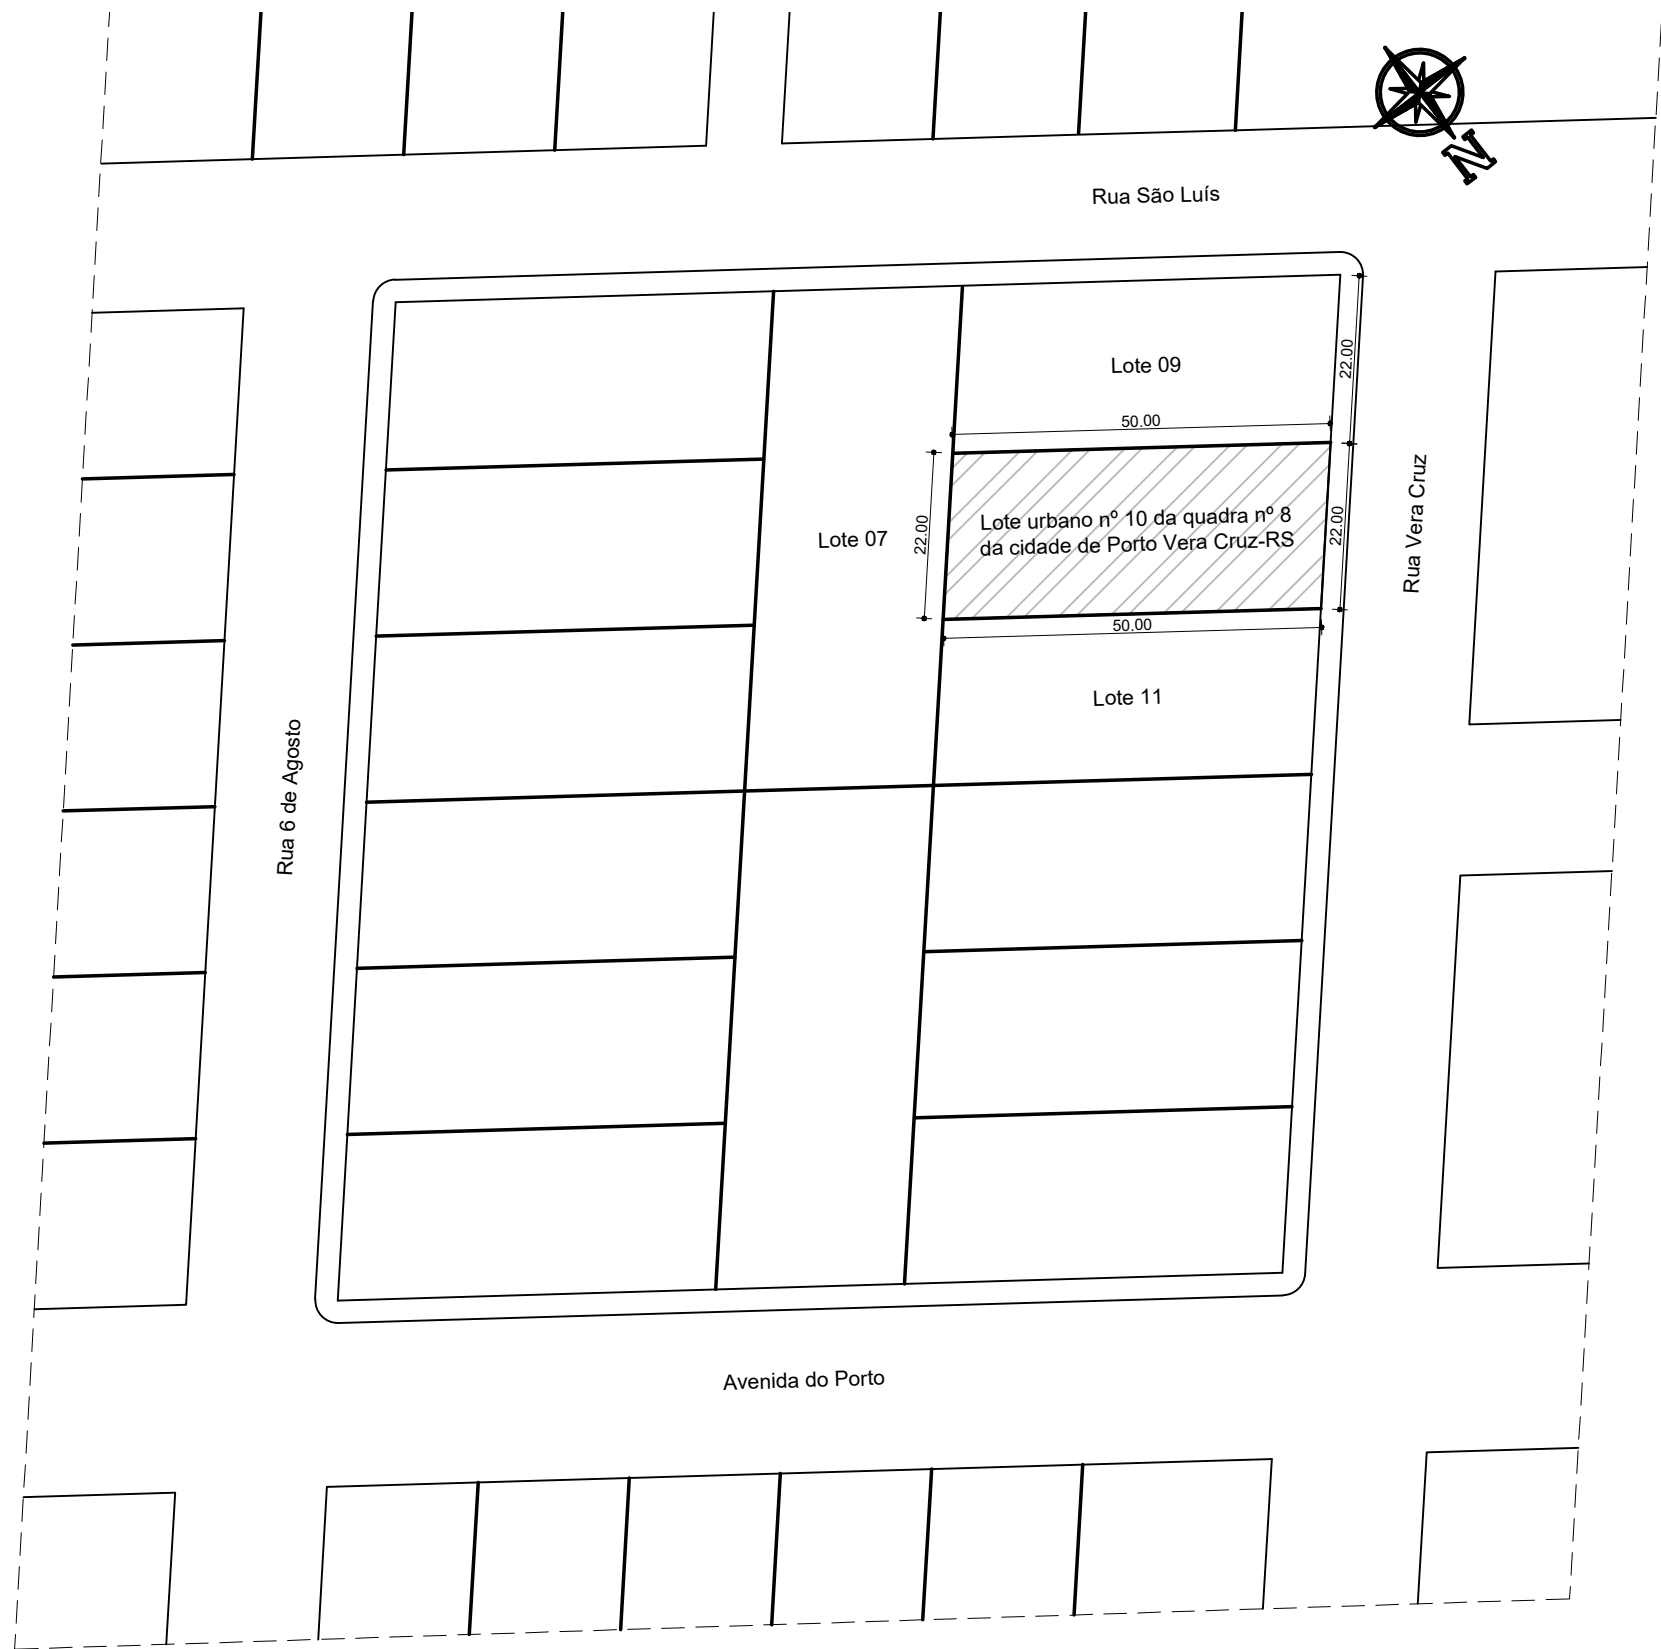 N
Rua São Luís
22.00
Lote 09
50.00
Rua Vera Cruz
Lote urbano nº 10 da quadra nº 8
da cidade de Porto Vera Cruz-RS
22.00
22.00
Lote 07
50.00
Lote 11
Rua 6 de Agosto
Avenida do Porto